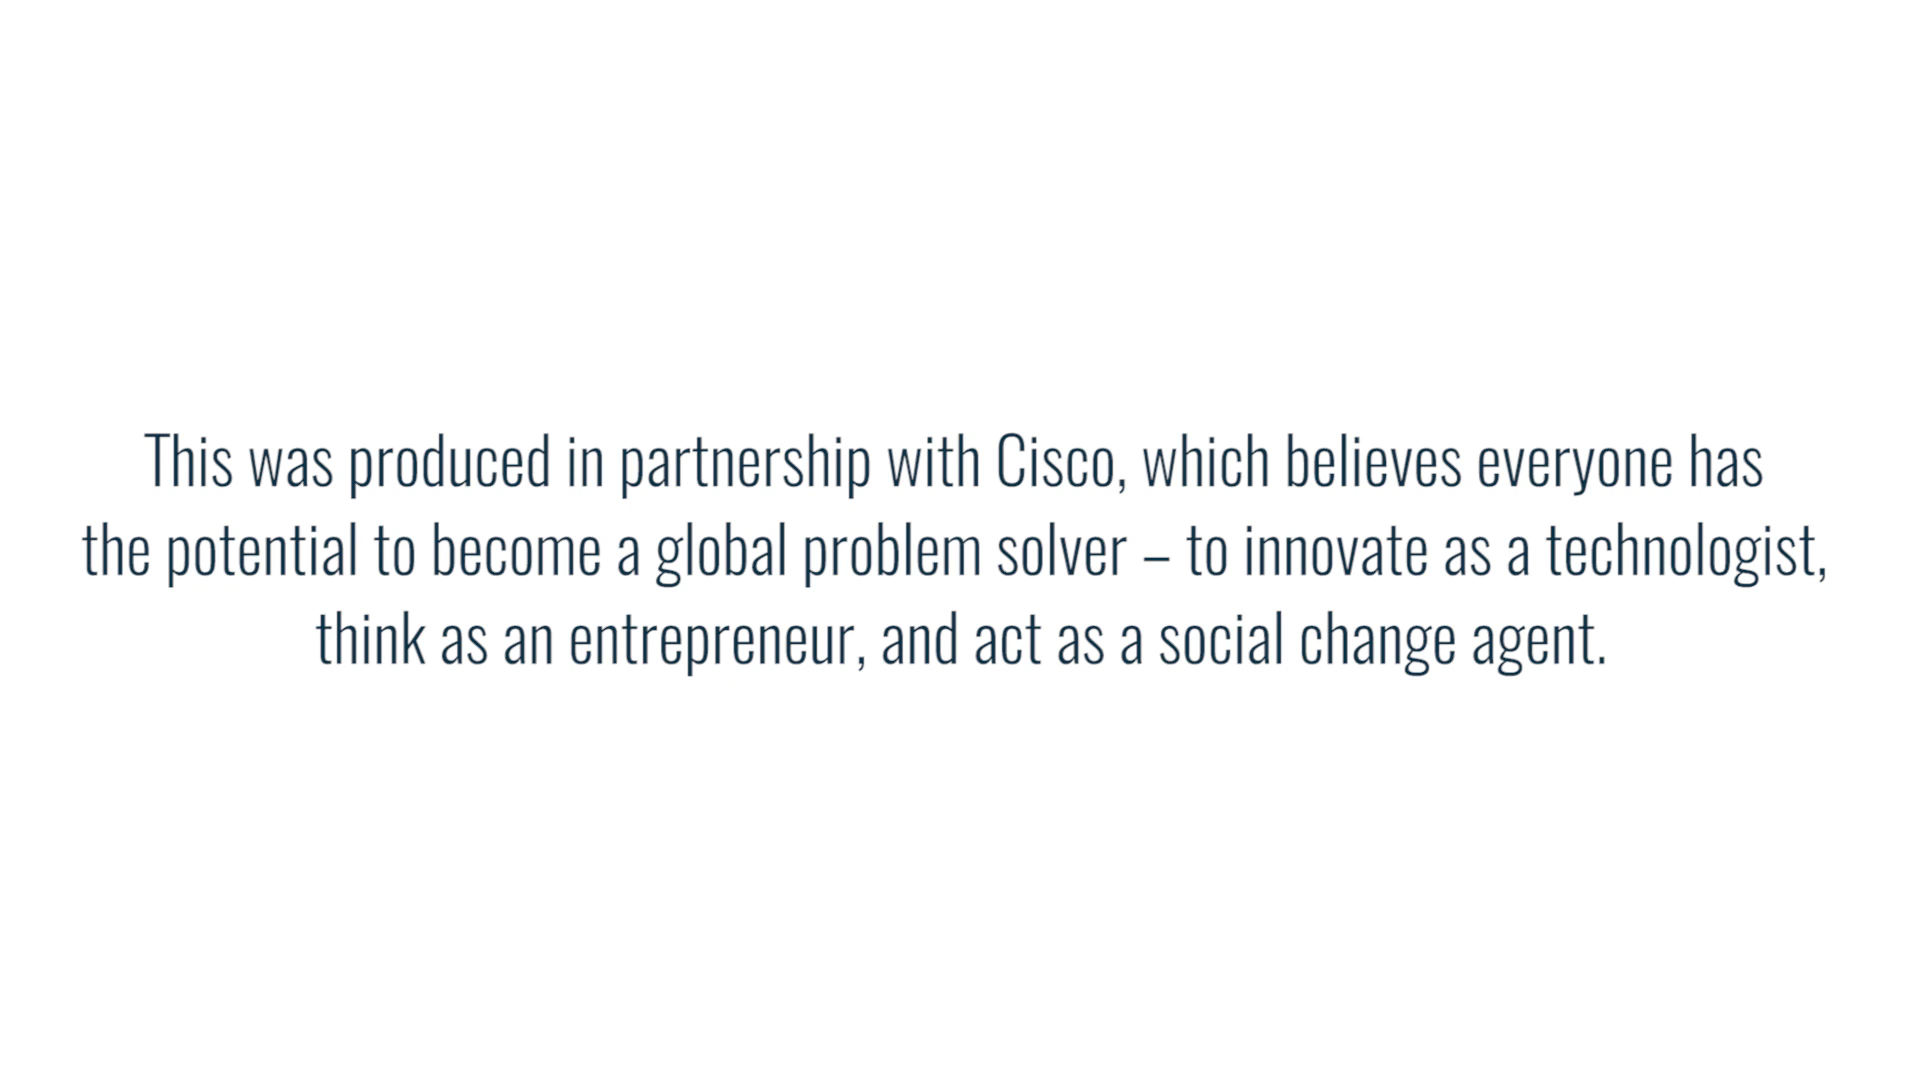 This was produced in partnership with Cisco, which believes everyone has
the potential to become a global problem solver – to innovate as a technologist,
think as an entrepreneur, and act as a social change agent.